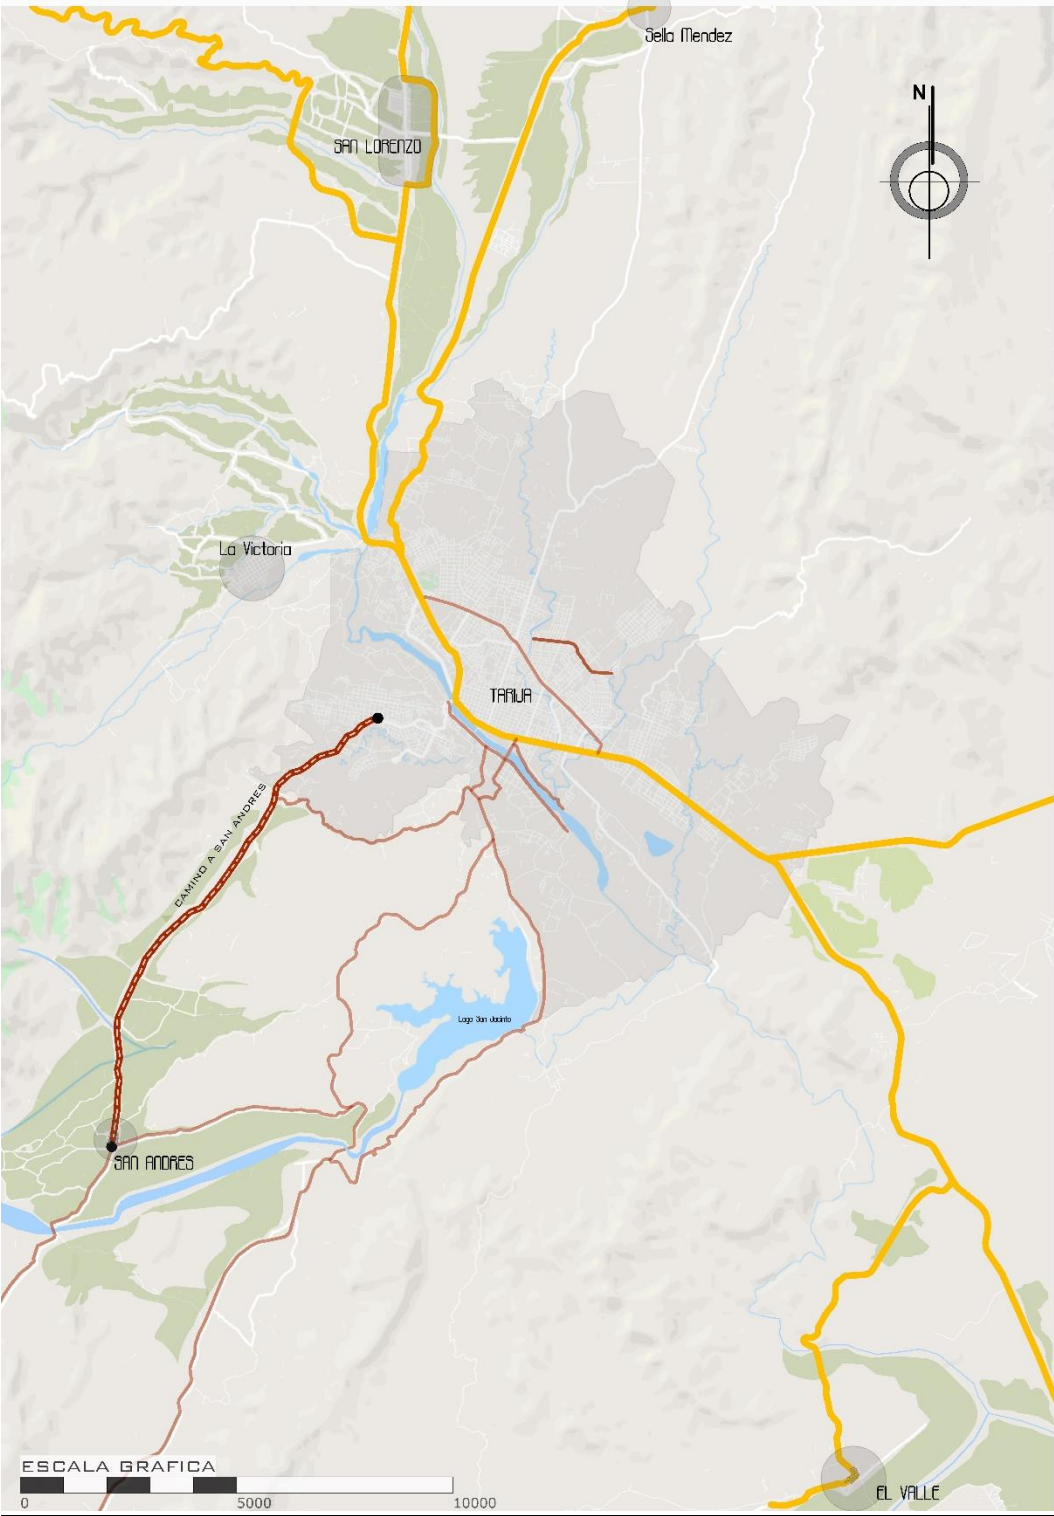 Sella Mendez
N
SAN LORENZO
La Victoria
TARIJA
CAMINO A SAN ANDRES
Lago San Jacinto
SAN ANDRES
ESCALA GRAFICA
0 5000 10000
EL VALLE